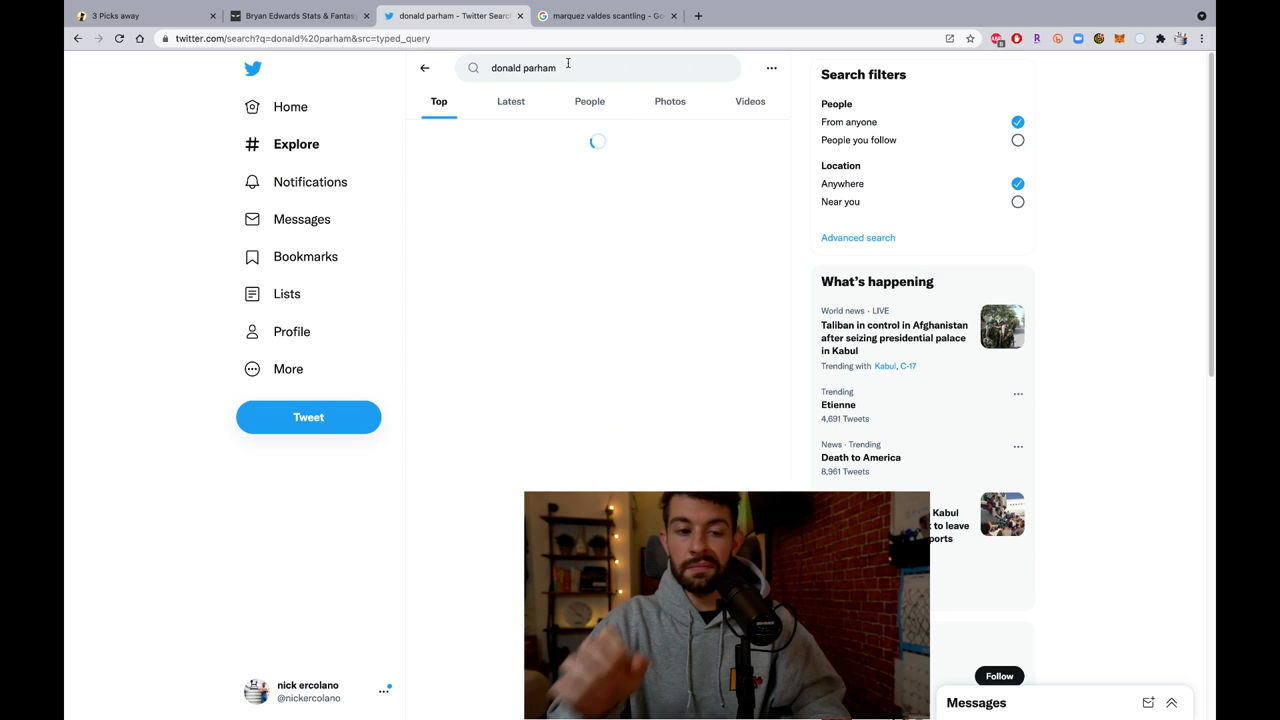 3 Picks away
Bryan Edwards Stats & Fantasy
donald parham - Twitter Search
marquez valdes scantling - Go
twitter.com/search?q=donald%20parham&src=typed_query
donald parham
Top
Latest
People
Photos
Videos
Home
Explore
Notifications
Messages
Bookmarks
Lists
Profile
More
Tweet
nick ercolano
@nickercolano
Search filters
People
From anyone
People you follow
Location
Anywhere
Near you
Advanced search
What's happening
World news · LIVE
Taliban in control in Afghanistan
after seizing presidential palace
in Kabul
Trending with Kabul, C-17
Trending
Etienne
4,691 Tweets
News · Trending
Death to America
8,961 Tweets
Kabul
to leave
ports
Follow
Messages